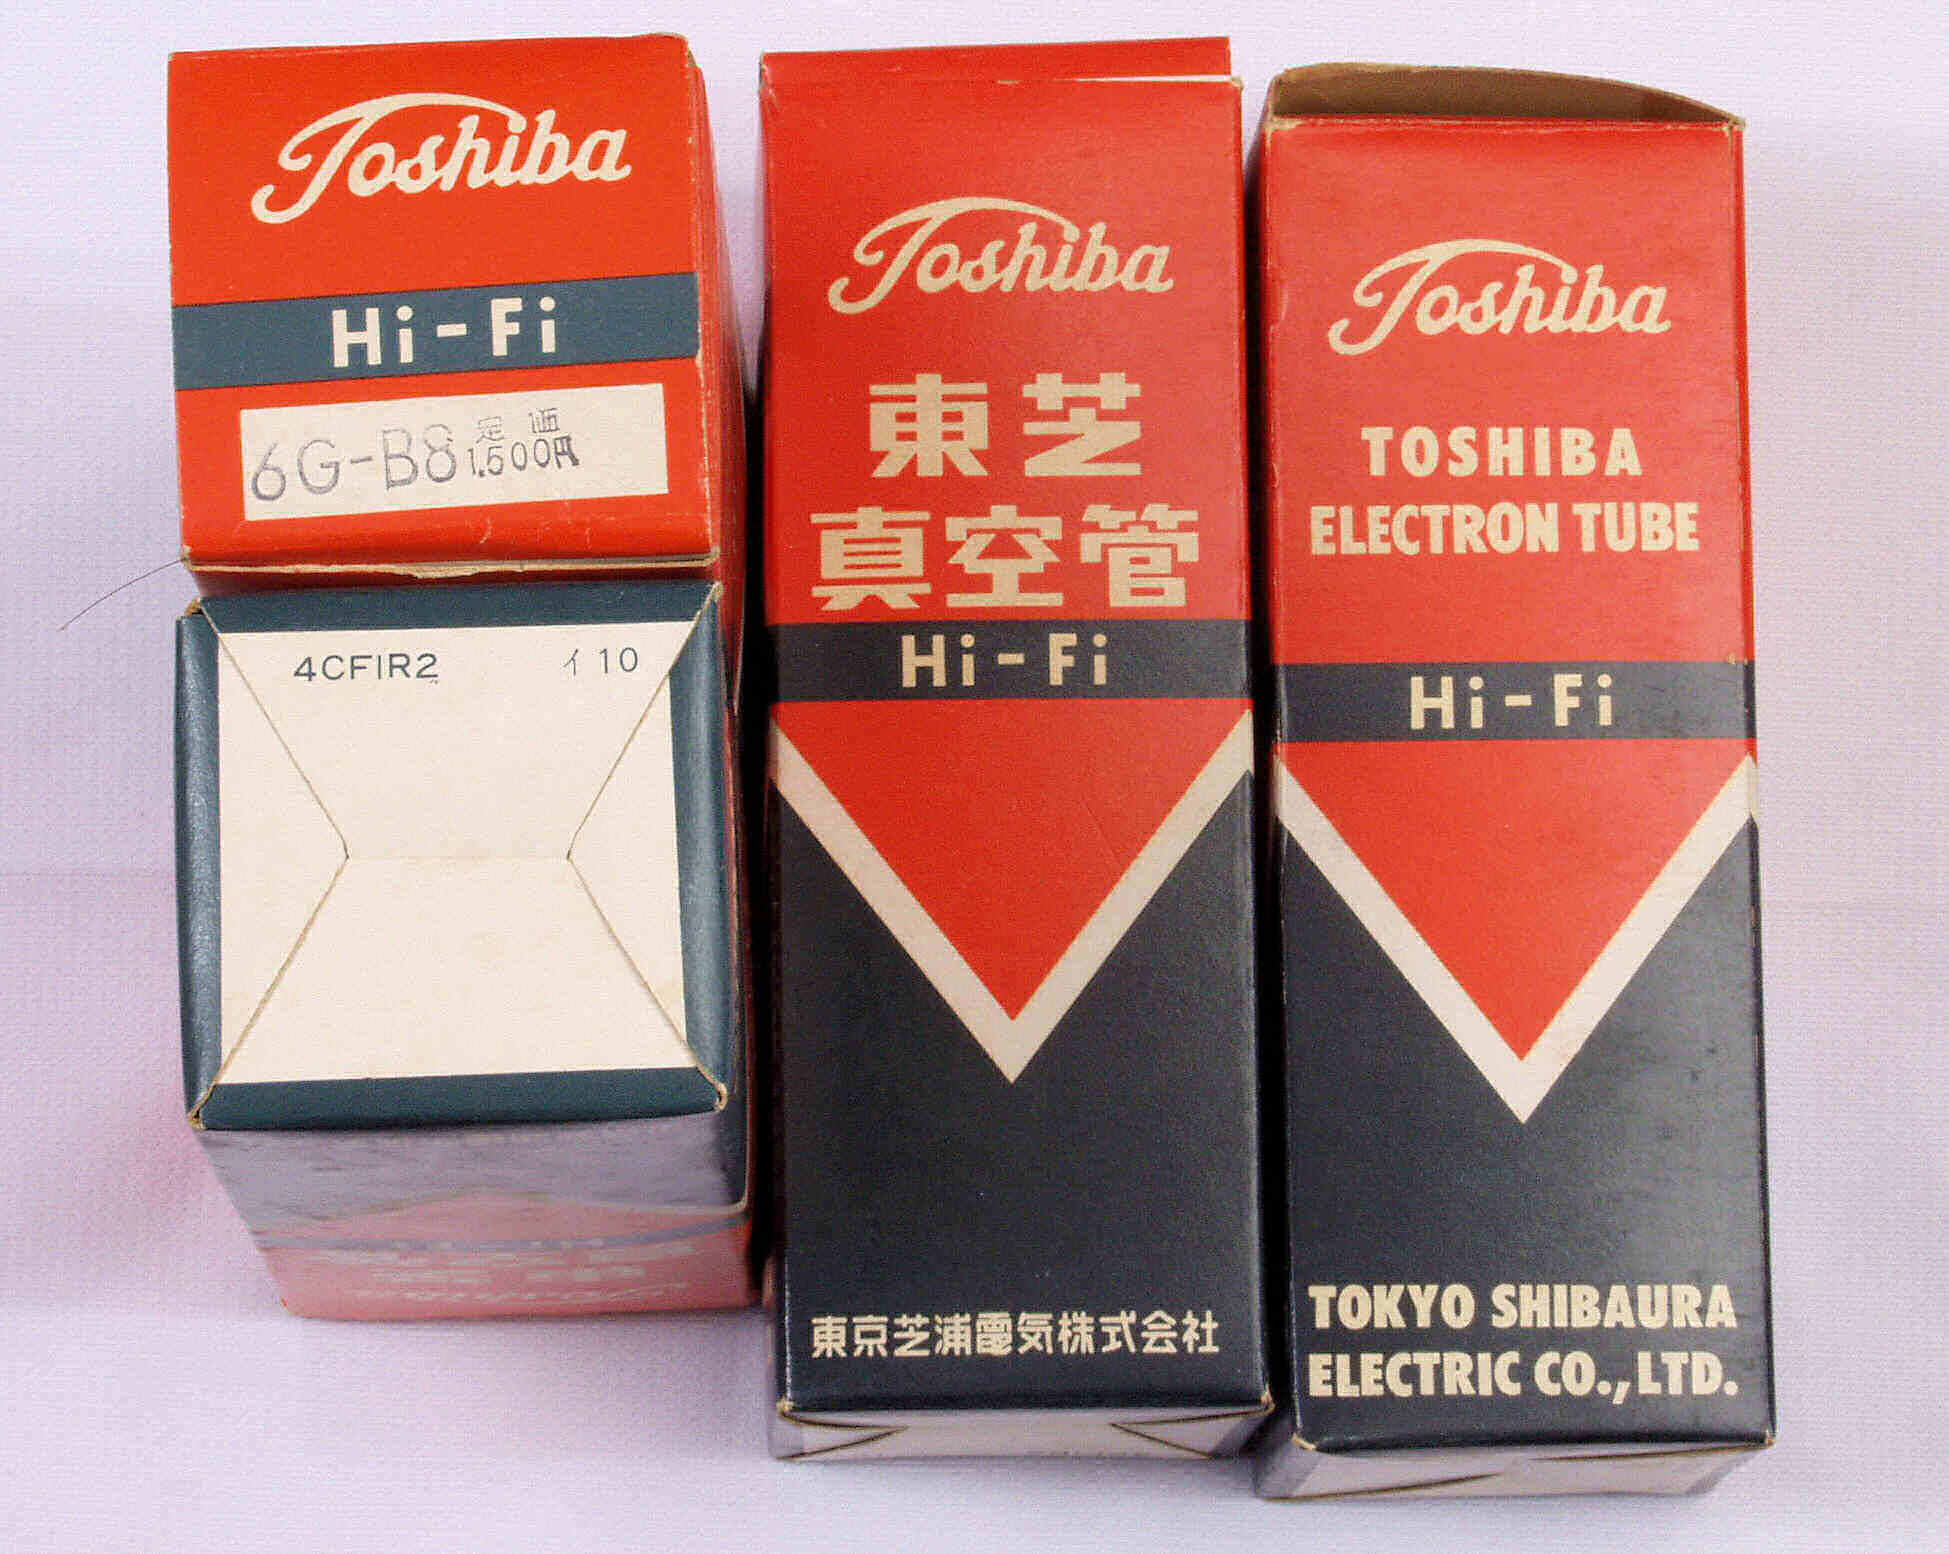 Toshiba
Hi-Fi
6G-B8 定価 1,500円
4CF1R2 イ10
Toshiba
東芝
真空管
Hi-Fi
東京芝浦電気株式会社
Toshiba
TOSHIBA
ELECTRON TUBE
Hi-Fi
TOKYO SHIBAURA
ELECTRIC CO., LTD.